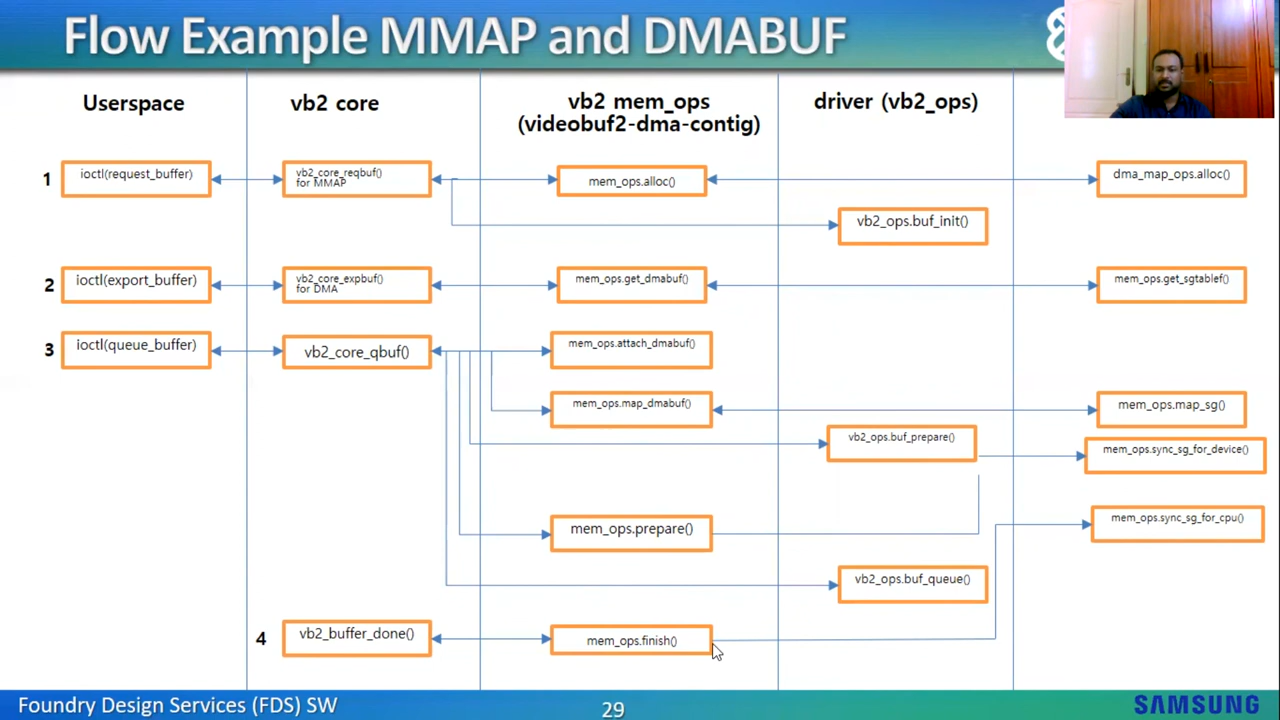 Flow Example MMAP and DMABUF
Userspace
vb2 core
vb2 mem_ops
(videobuf2-dma-contig)
driver (vb2_ops)
1
ioctl(request_buffer)
vb2_core_reqbuf()
for MMAP
mem_ops.alloc()
dma_map_ops.alloc()
vb2_ops.buf_init()
2
ioctl(export_buffer)
vb2_core_expbuf()
for DMA
mem_ops.get_dmabuf()
mem_ops.get_sgtablef()
3
ioctl(queue_buffer)
vb2_core_qbuf()
mem_ops.attach_dmabuf()
mem_ops.map_dmabuf()
mem_ops.map_sg()
vb2_ops.buf_prepare()
mem_ops.sync_sg_for_device()
mem_ops.prepare()
mem_ops.sync_sg_for_cpu()
vb2_ops.buf_queue()
4
vb2_buffer_done()
mem_ops.finish()
Foundry Design Services (FDS) SW
29
SAMSUNG